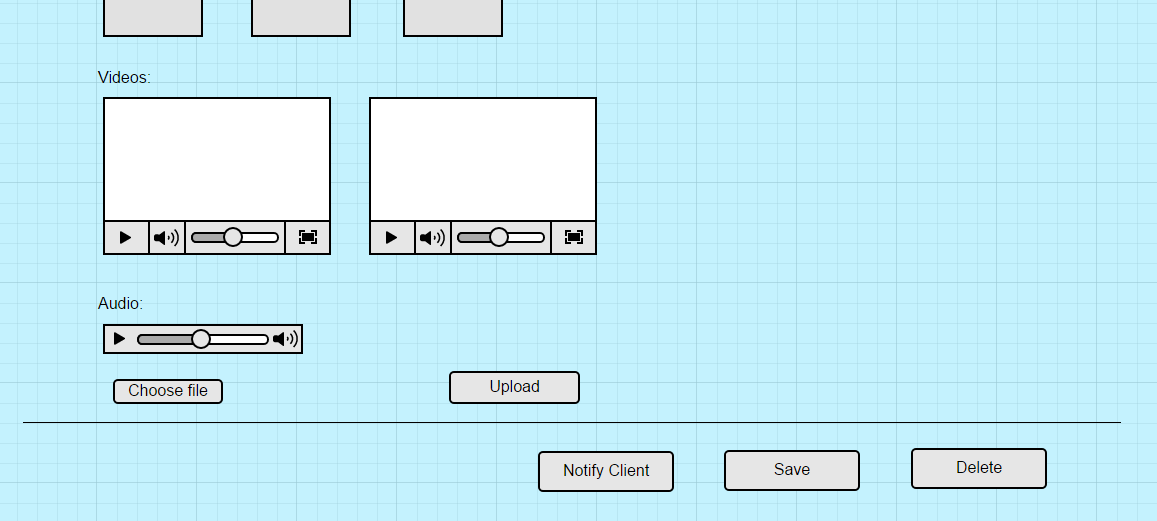 Videos:
Audio:
Choose file
Upload
Notify Client
Save
Delete